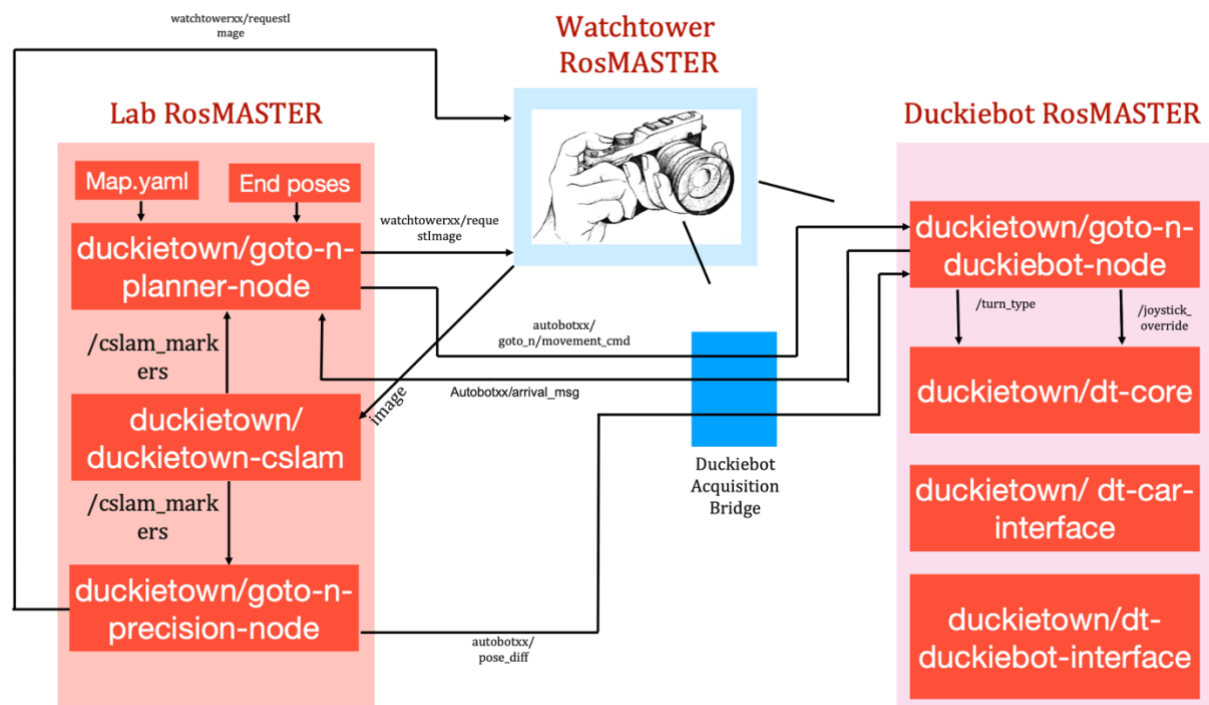 watchtowerxx/requestI
mage
Watchtower
RosMASTER
Lab RosMASTER
Duckiebot RosMASTER
Map.yaml
End poses
watchtowerxx/reque
stImage
duckietown/goto-n-
planner-node
duckietown/goto-n-
duckiebot-node
/turn_type
/joystick_
override
autobotxx/
goto_n/movement_cmd
/cslam_mark
ers
Autobotxx/arrival_msg
image
duckietown/
duckietown-cslam
duckietown/dt-core
Duckiebot
Acquisition
Bridge
/cslam_mark
ers
duckietown/ dt-car-
interface
duckietown/goto-n-
precision-node
autobotxx/
pose_diff
duckietown/dt-
duckiebot-interface